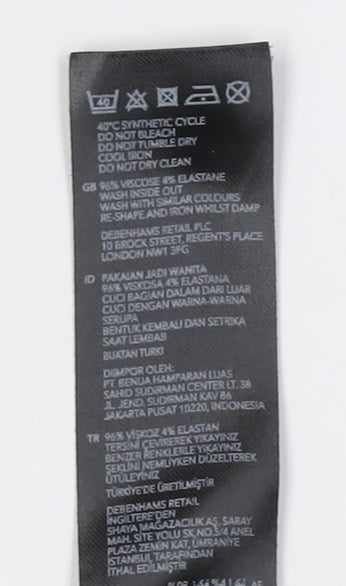 40
40°C SYNTHETIC CYCLE
DO NOT BLEACH
DO NOT TUMBLE DRY
COOL IRON
DO NOT DRY CLEAN
GB 96% VISCOSE 4% ELASTANE
WASH INSIDE OUT
WASH WITH SIMILAR COLOURS
RE-SHAPE AND IRON WHILST DAMP
DEBENHAMS RETAIL PLC
10 BROCK STREET, REGENT'S PLACE
LONDON NW1 3FG
ID PAKAIAN JADI WANITA
96% VISKOSA 4% ELASTANA
CUCI BAGIAN DALAM DARI LUAR
CUCI DENGAN WARNA-WARNA
SERUPA
BENTUK KEMBALI DAN SETRIKA
SAAT LEMBAB
BUATAN TURKI
DIIMPOR OLEH:
PT. BENUA HAMPARAN LUAS
SAHID SUDIRMAN CENTER LT. 38
JL. JEND. SUDIRMAN KAV 86
JAKARTA PUSAT 10220, INDONESIA
TR 96% VİSKOZ 4% ELASTAN
TERSİNİ ÇEVİREREK YIKAYINIZ
BENZER RENKLERLE YIKAYINIZ
ŞEKLİNİ NEMLİYKEN DÜZELTEREK
ÜTÜLEYİNİZ
TÜRKİYE'DE ÜRETİLMİŞTİR
DEBENHAMS RETAIL
İNGİLTERE'DEN
SHAYA MAĞAZACILIK AŞ, SARAY
MAH. SİTE YOLU SK NO.5/4 ANEL
PLAZA ZEMİN KAT, ÜMRANİYE
İSTANBUL TARAFINDAN
İTHAL EDİLMİŞTİR